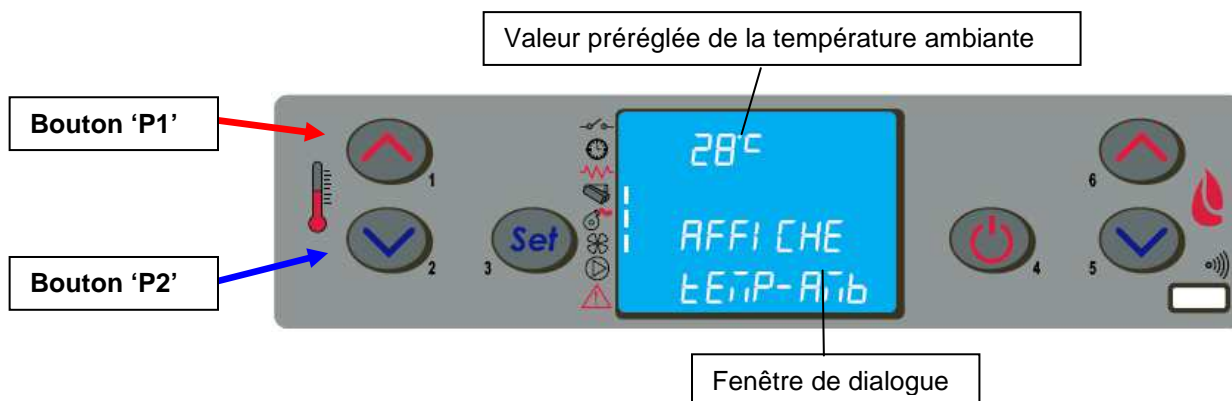 Valeur préréglée de la température ambiante
Bouton ‘P1’
28°C
1
6
AFFICHE
Set
Bouton ‘P2’
2
3
4
5
tEMP-AMb
Fenêtre de dialogue